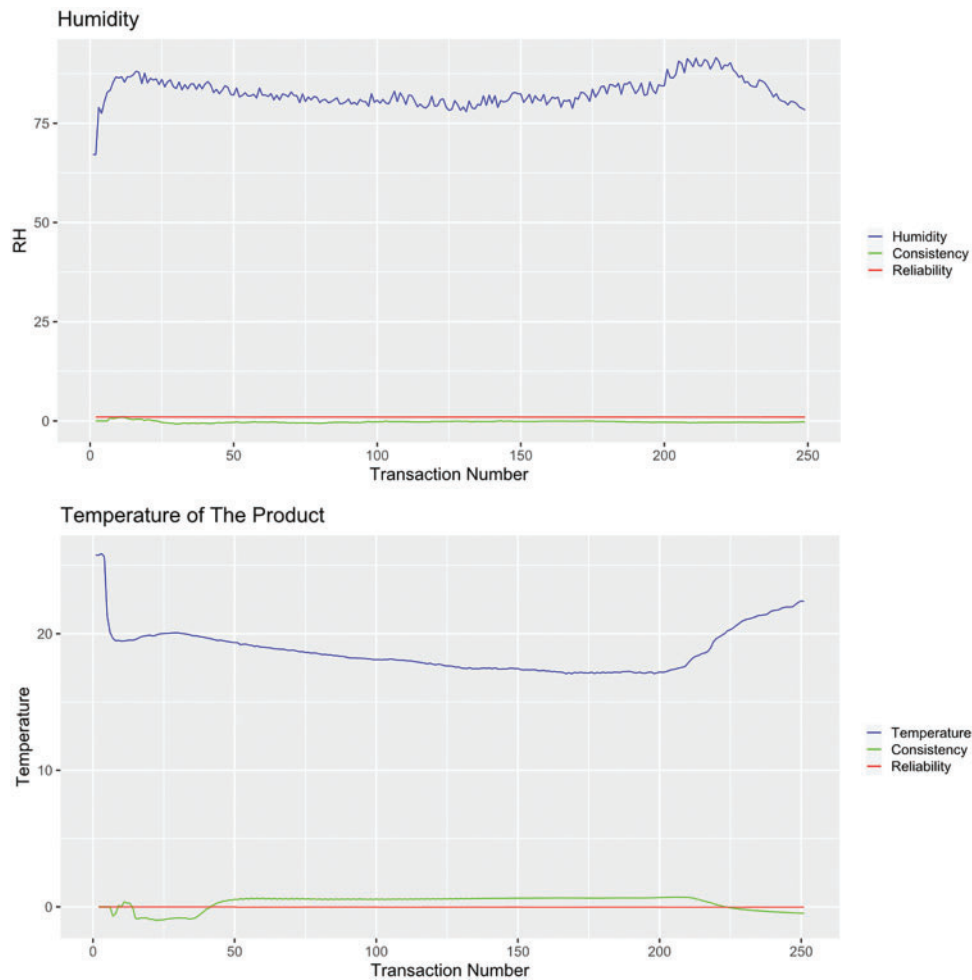 Humidity
75
50
25
0
RH
0 50 100 150 200 250
Transaction Number
Humidity
Consistency
Reliability
Temperature of The Product
20
10
0
Temperature
0 50 100 150 200 250
Transaction Number
Temperature
Consistency
Reliability